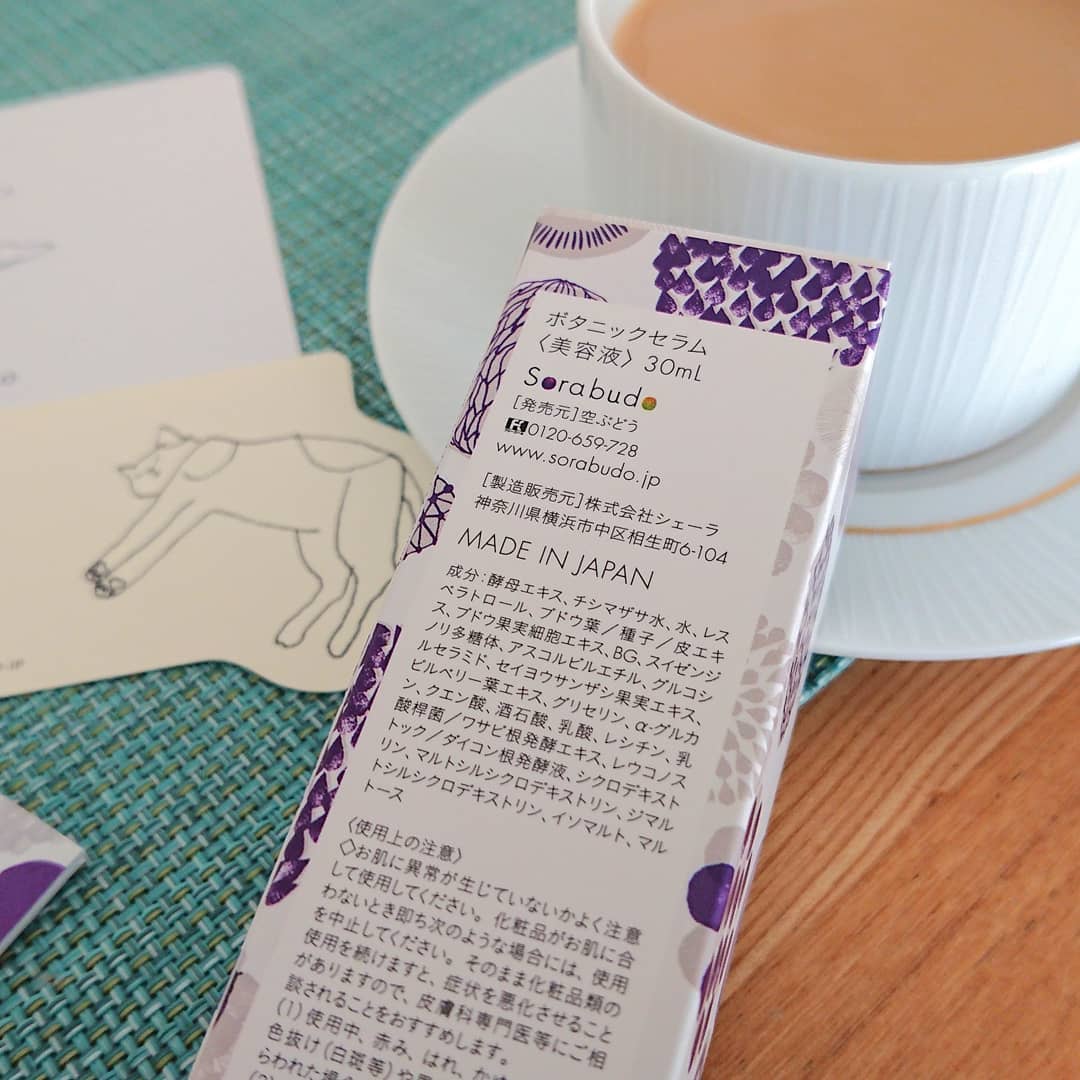 ボタニックセラム
〈美容液〉 30mL
Sorabudo
[発売元]空ぶどう
0120-659-728
www.sorabudo.jp
[製造販売元]株式会社シェーラ
神奈川県横浜市中区相生町6-104
MADE IN JAPAN
成分:酵母エキス、チシマザサ水、水、レス
ベラトロール、ブドウ葉/種子/皮エキ
ス、ブドウ果実細胞エキス、BG、スイゼンジ
ノリ多糖体、アスコルビルエチル、グルコシ
ルセラミド、セイヨウサンザシ果実エキス、
ビルベリー葉エキス、グリセリン、α-グルカ
ン、クエン酸、酒石酸、乳酸、レシチン、乳
酸桿菌/ワサビ根発酵エキス、レウコノス
トック/ダイコン根発酵液、シクロデキスト
リン、マルトシルシクロデキストリン、ジマル
トシルシクロデキストリン、イソマルト、マル
トース
〈使用上の注意〉
◇お肌に異常が生じていないかよく注意
して使用してください。化粧品がお肌に合
わないとき即ち次のような場合には、使用
を中止してください。そのまま化粧品類の
使用を続けますと、症状を悪化させること
がありますので、皮膚科専門医等にご相
談されることをおすすめします。
(1)使用中、赤み、はれ、かゆ
色抜け(白斑等)や
らわれた場合